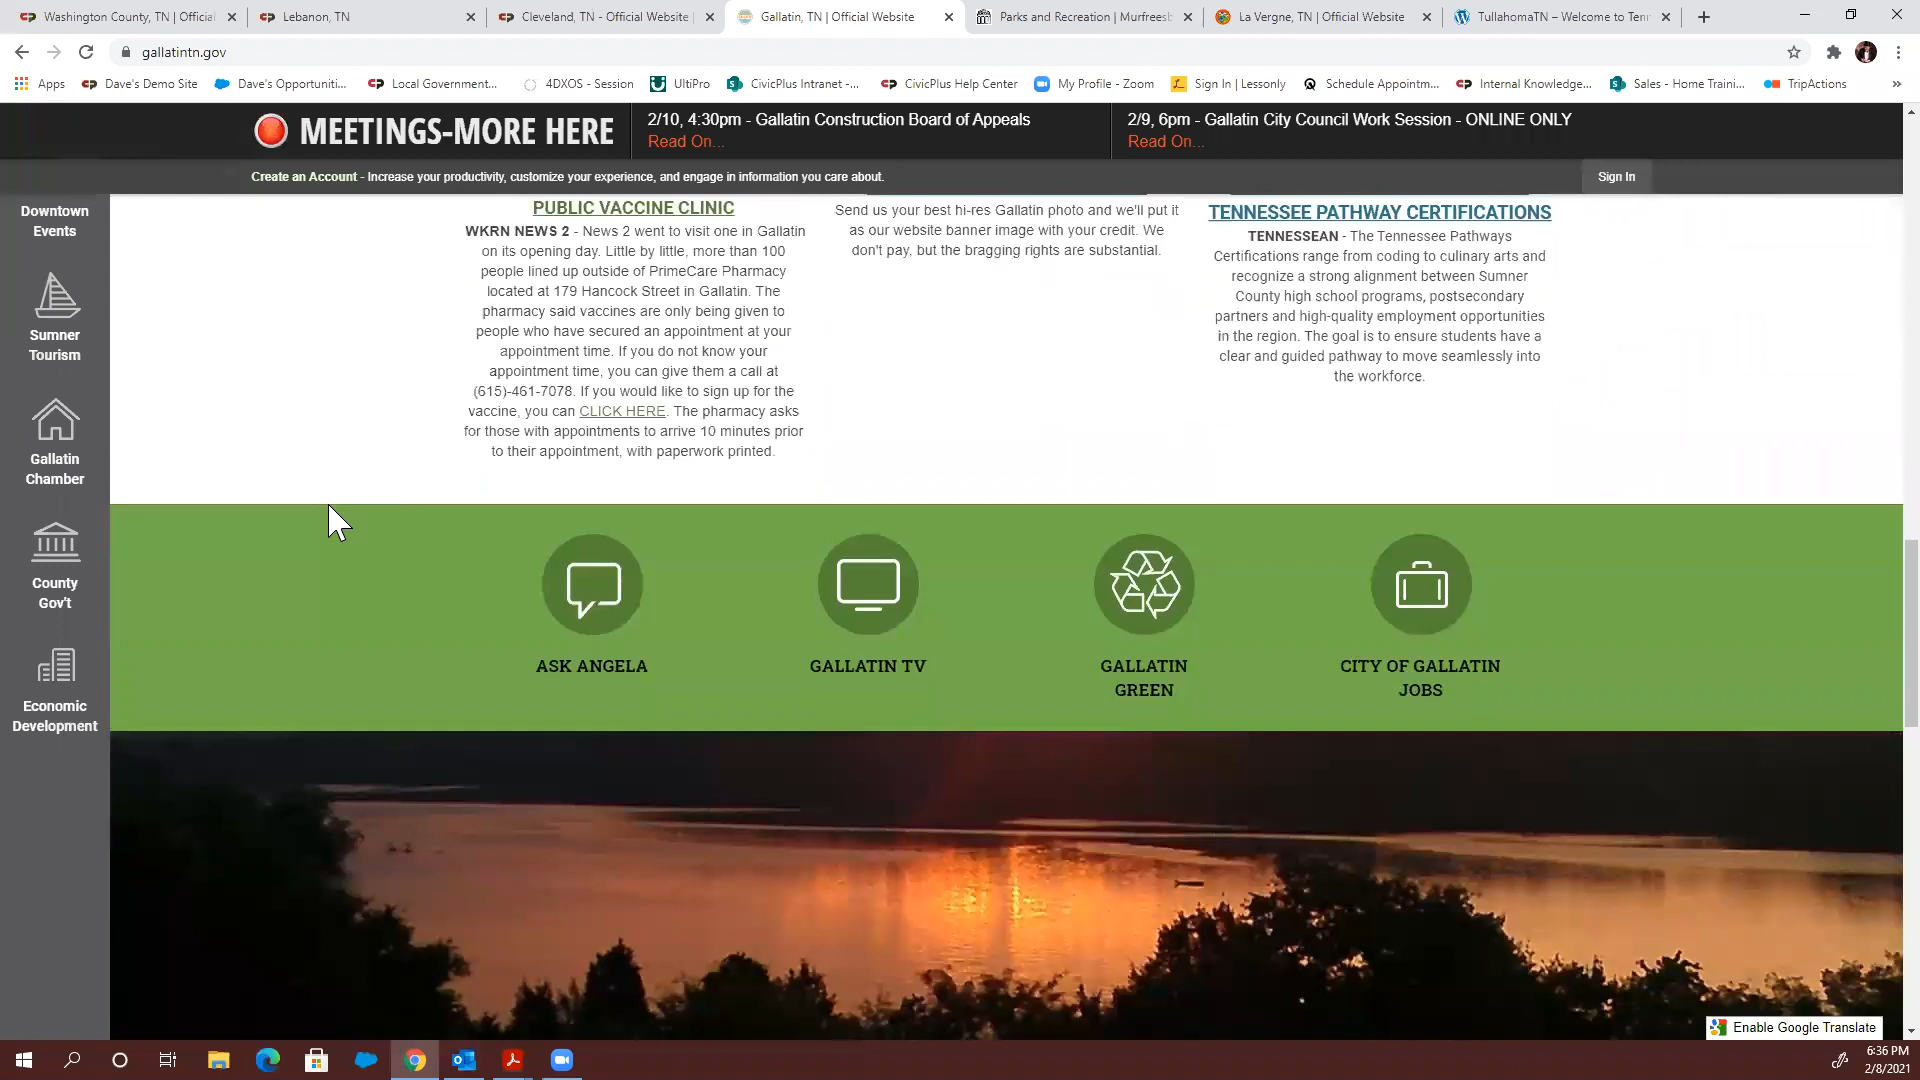 Washington County, TN | Official
Lebanon, TN
Cleveland, TN - Official Website |
Gallatin, TN | Official Website
Parks and Recreation | Murfreesb
La Vergne, TN | Official Website
TullahomaTN – Welcome to Tenn
gallatintn.gov
Apps
Dave's Demo Site
Dave's Opportuniti...
Local Government...
4DXOS - Session
UltiPro
CivicPlus Intranet -...
CivicPlus Help Center
My Profile - Zoom
Sign In | Lessonly
Schedule Appointm...
Internal Knowledge...
Sales - Home Traini...
TripActions
MEETINGS-MORE HERE
2/10, 4:30pm - Gallatin Construction Board of Appeals
Read On...
2/9, 6pm - Gallatin City Council Work Session - ONLINE ONLY
Read On...
Create an Account - Increase your productivity, customize your experience, and engage in information you care about.
Sign In
Downtown
Events
Sumner
Tourism
Gallatin
Chamber
County
Gov't
Economic
Development
PUBLIC VACCINE CLINIC
WKRN NEWS 2 - News 2 went to visit one in Gallatin
on its opening day. Little by little, more than 100
people lined up outside of PrimeCare Pharmacy
located at 179 Hancock Street in Gallatin. The
pharmacy said vaccines are only being given to
people who have secured an appointment at your
appointment time. If you do not know your
appointment time, you can give them a call at
(615)-461-7078. If you would like to sign up for the
vaccine, you can CLICK HERE. The pharmacy asks
for those with appointments to arrive 10 minutes prior
to their appointment, with paperwork printed.
Send us your best hi-res Gallatin photo and we'll put it
as our website banner image with your credit. We
don't pay, but the bragging rights are substantial.
TENNESSEE PATHWAY CERTIFICATIONS
TENNESSEAN - The Tennessee Pathways
Certifications range from coding to culinary arts and
recognize a strong alignment between Sumner
County high school programs, postsecondary
partners and high-quality employment opportunities
in the region. The goal is to ensure students have a
clear and guided pathway to move seamlessly into
the workforce.
ASK ANGELA
GALLATIN TV
GALLATIN
GREEN
CITY OF GALLATIN
JOBS
Enable Google Translate
6:36 PM
2/8/2021